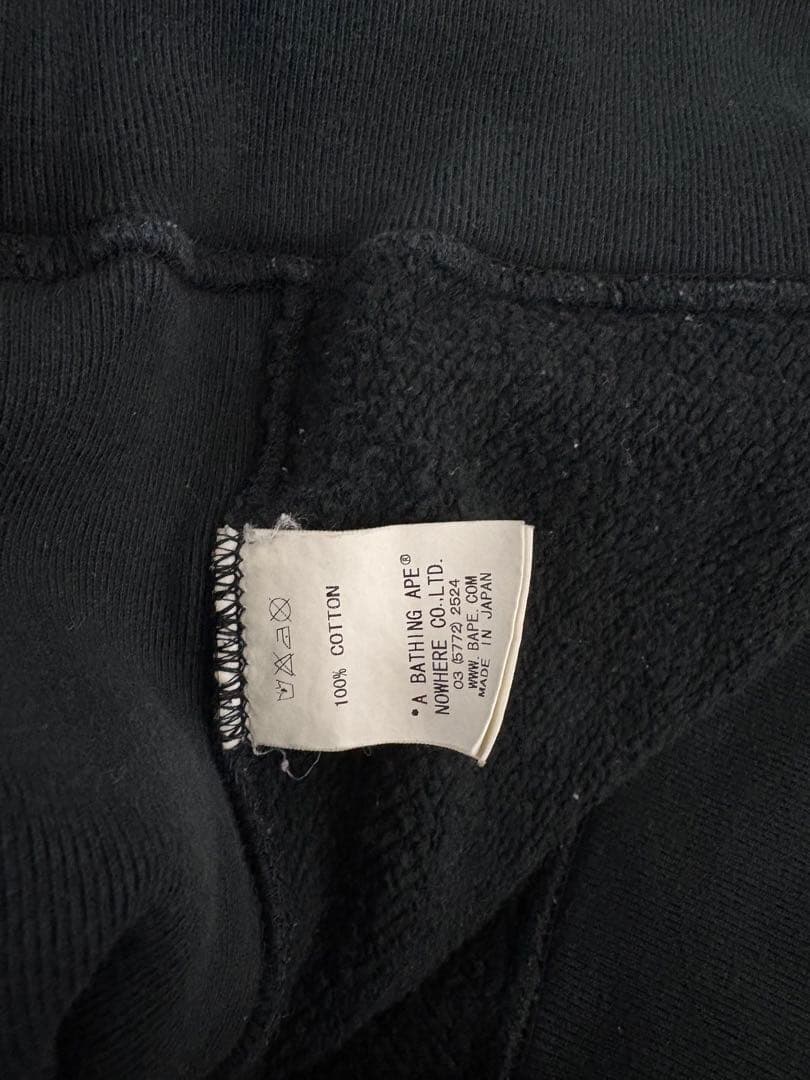 100% COTTON
*A BATHING APE®
NOWHERE CO.,LTD.
03 (5772) 2524
WWW. BAPE. COM
MADE IN JAPAN